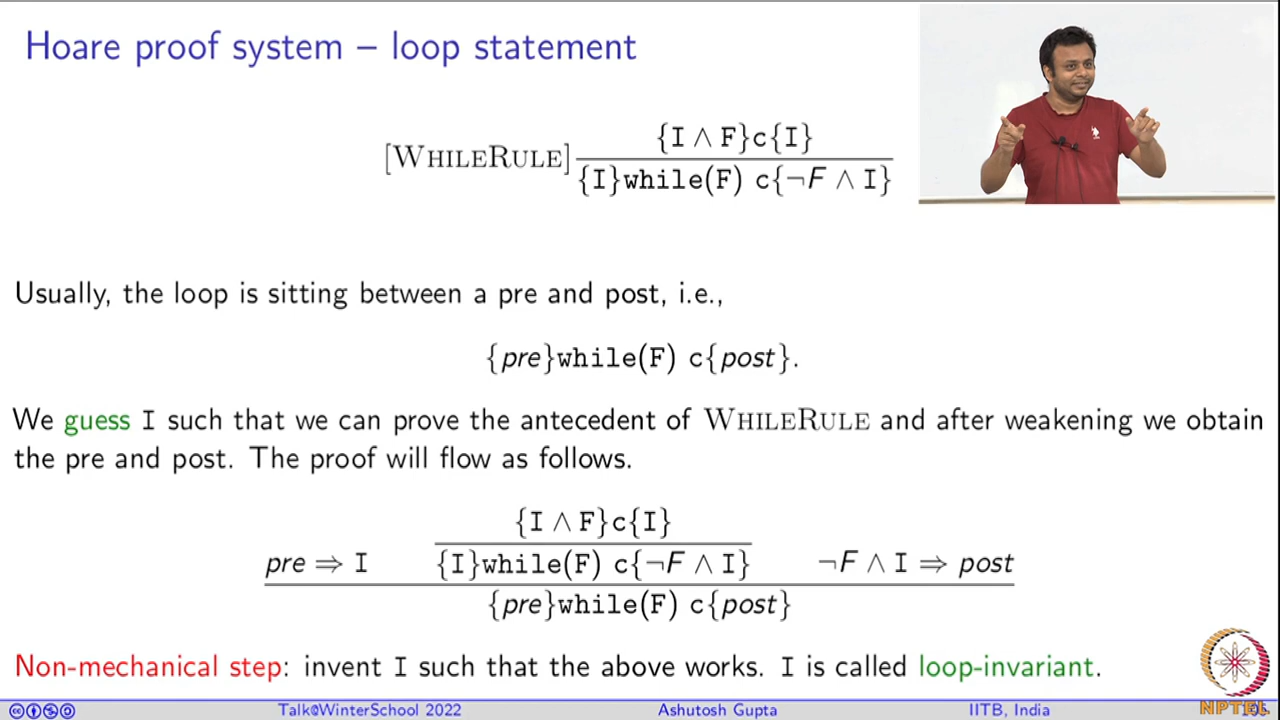 Hoare proof system – loop statement
[WHILERULE] {I ∧ F}c{I}
{I}while(F) c{¬F ∧ I}
Usually, the loop is sitting between a pre and post, i.e.,
{pre}while(F) c{post}.
We guess I such that we can prove the antecedent of WHILERULE and after weakening we obtain
the pre and post. The proof will flow as follows.
{I ∧ F}c{I}
pre ⇒ I {I}while(F) c{¬F ∧ I} ¬F ∧ I ⇒ post
{pre}while(F) c{post}
Non-mechanical step: invent I such that the above works. I is called loop-invariant.
Talk@WinterSchool 2022 Ashutosh Gupta IITB, India
NPTEL